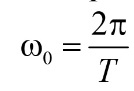 ω₀ = 2π / T